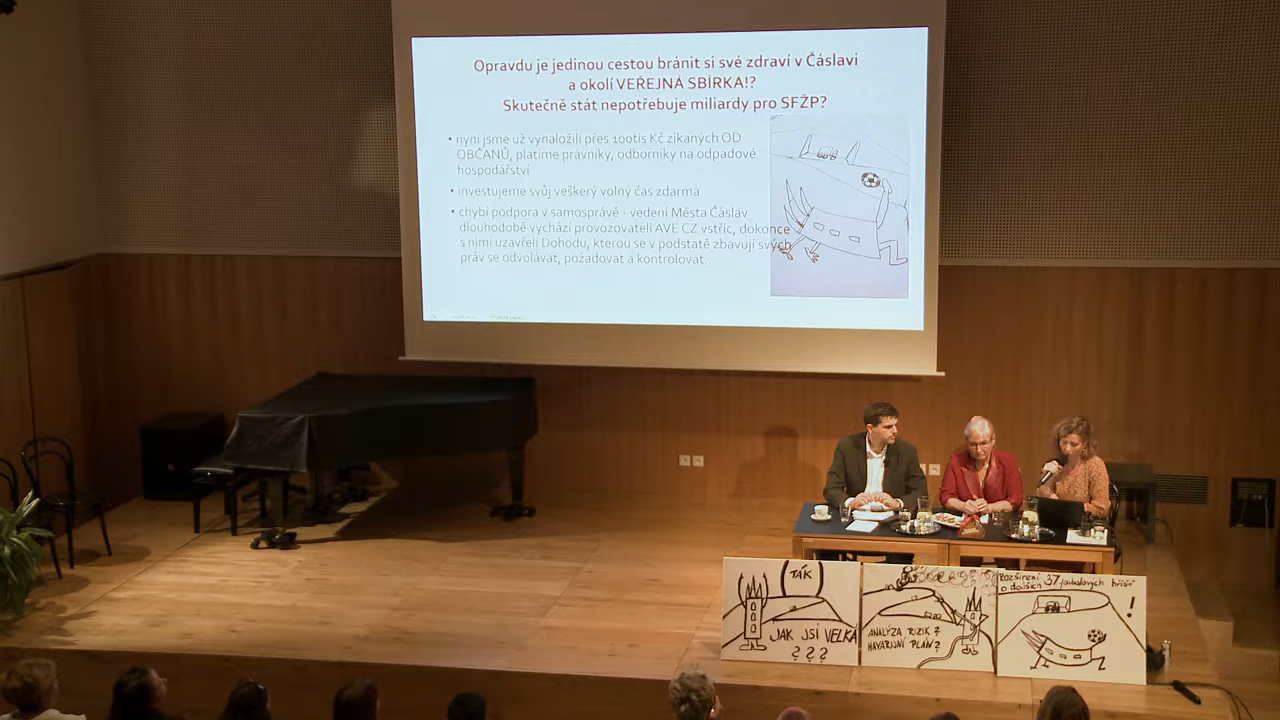 Opravdu je jedinou cestou bránit si své zdraví v Čáslavi
a okolí VEŘEJNÁ SBÍRKA!?
Skutečně stát nepotřebuje miliardy pro SFŽP?
• nyní jsme už vynaložili přes 100tis Kč zíkaných OD
OBČANŮ, platíme právníky, odborníky na odpadové
hospodářství
• investujeme svůj veškerý volný čas zdarma
• chybí podpora v samosprávě - vedení Města Čáslav
dlouhodobě vychází provozovateli AVE CZ vstříc, dokonce
s nimi uzavřeli Dohodu, kterou se v podstatě zbavují svých
práv se odvolávat, požadovat a kontrolovat...
TÁK
JAK JSI VELKÁ
? ? ?
ANALÝZA RIZIK?
HAVARIJNÍ PLÁN?
ROZŠÍŘENÍ
o dalších 37 fotbalových hřišť
!